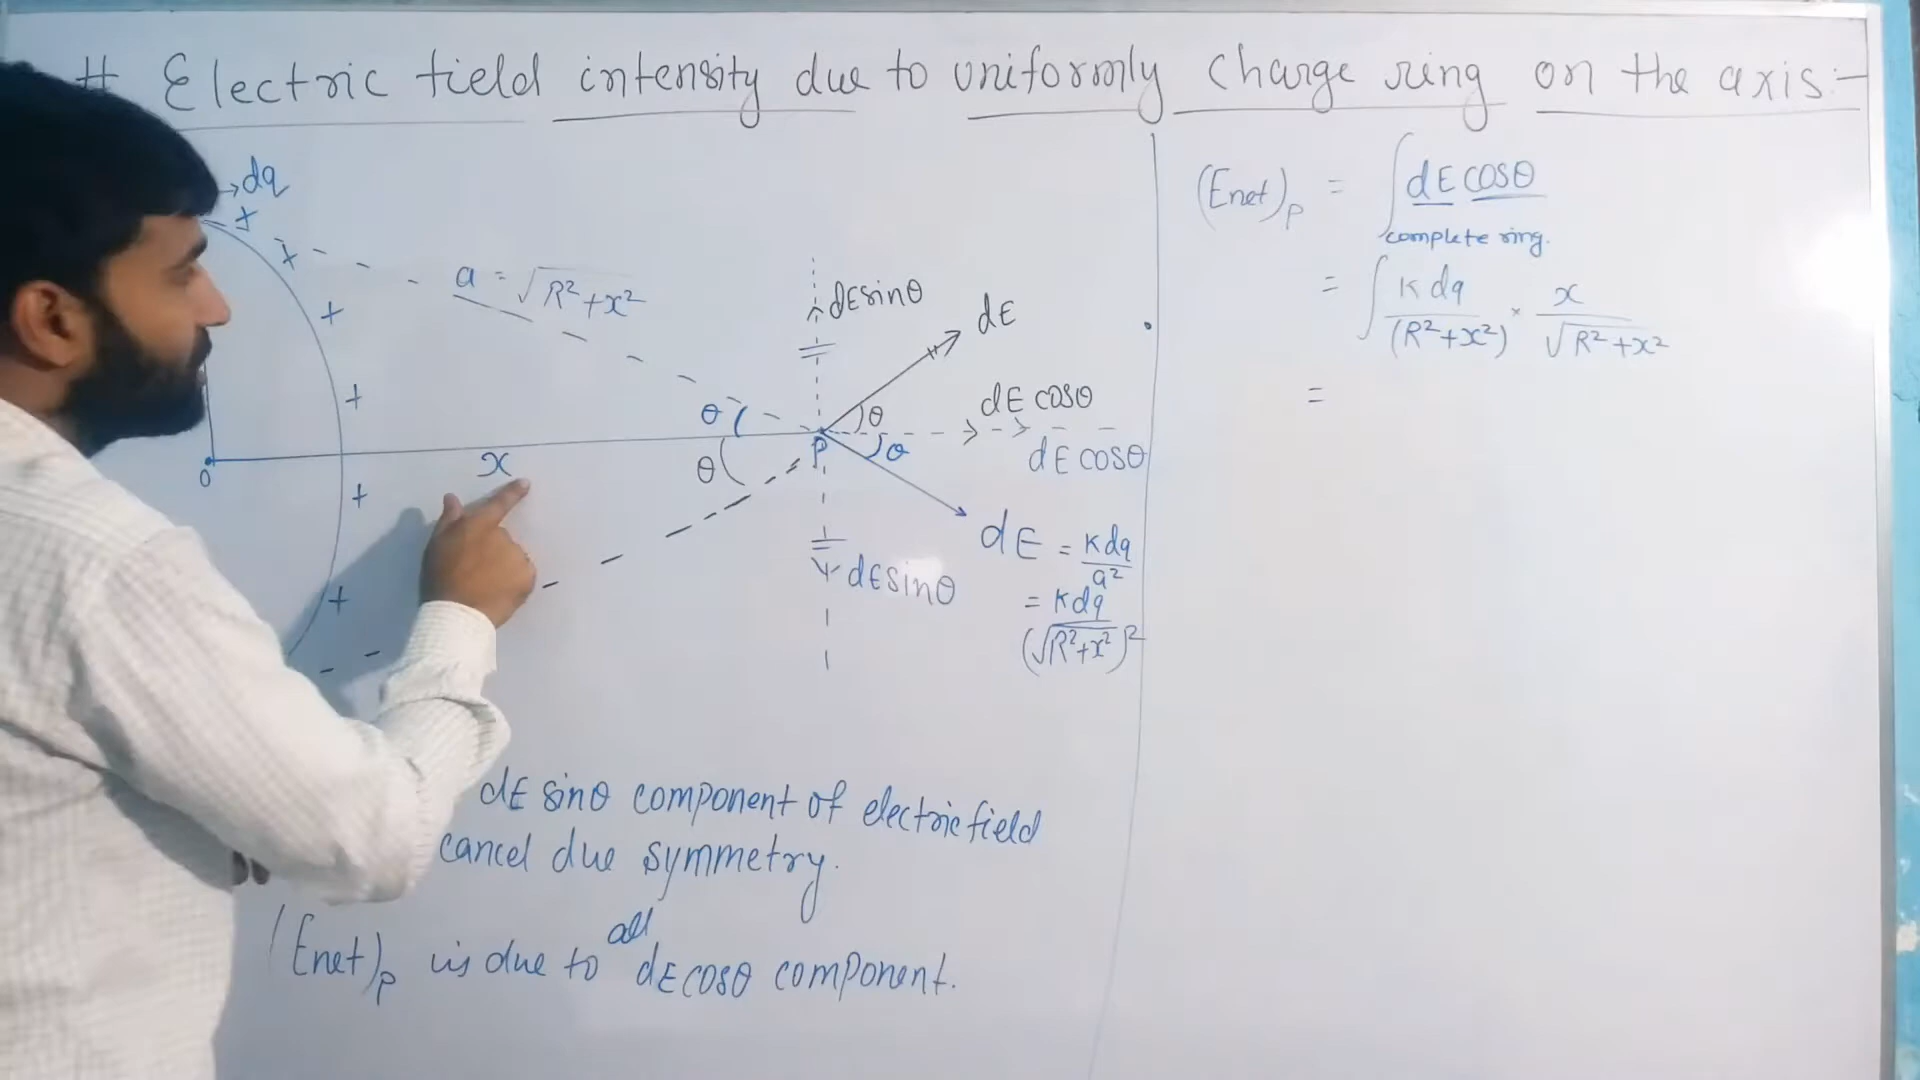 # Electric field intensity due to uniformly charge ring on the axis:-
→dq
a = √R²+x²
dEsinθ
dE
θ
θ
dE cosθ
P
θ
dE cosθ
0
x
θ
dE = Kdq/a²
= Kdq/(√R²+x²)²
dEsinθ
dE sinθ component of electric field
cancel due symmetry.
(Enet)p is due to all dE cosθ component.
(Enet)p = ∫dE cosθ
complete ring.
= ∫ K dq/(R²+x²) × x/√R²+x²
=